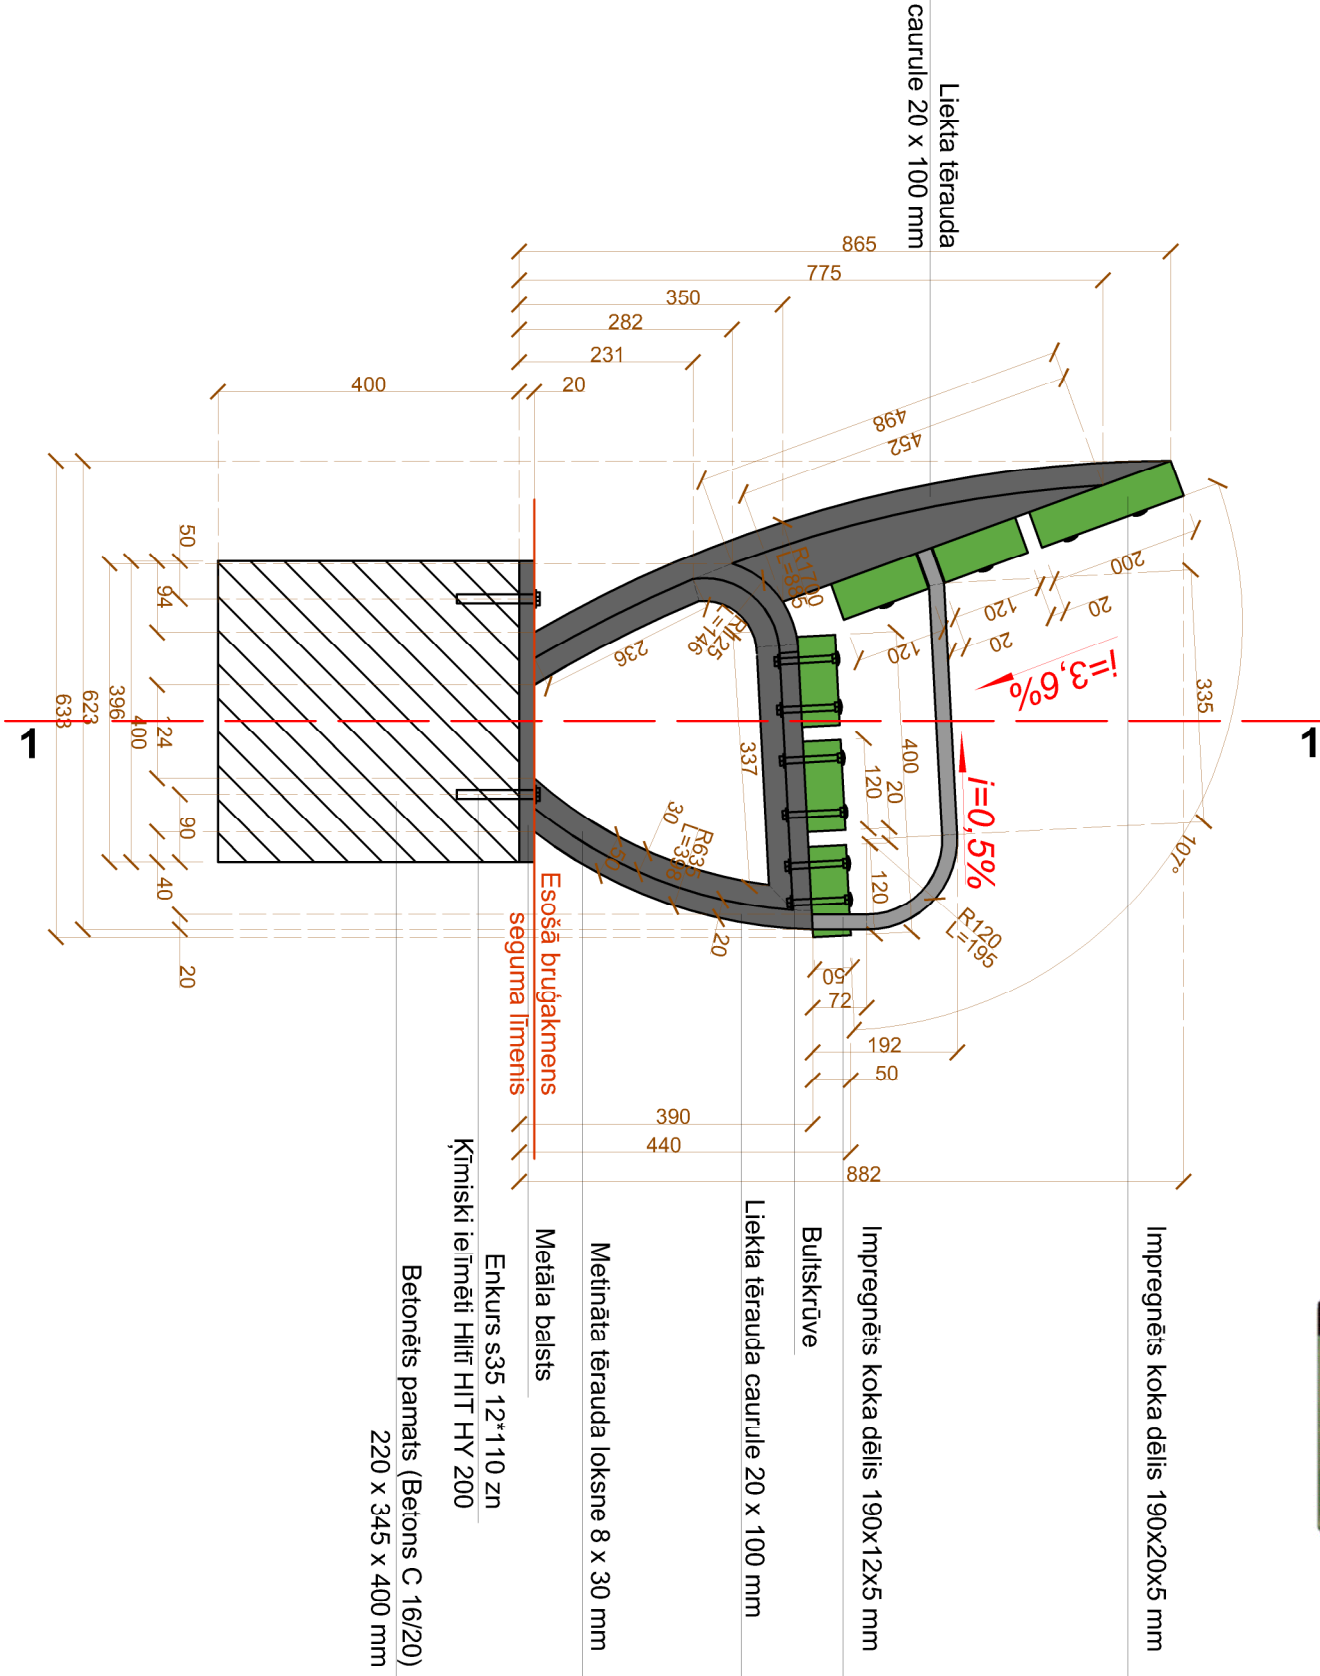 Liekta tērauda
caurule 20 x 100 mm
865
775
350
282
231
400
20
498
452
R1700
L=885
R125
L=146
236
337
200
20
120
20
120
i=3,6%
335
107°
400
120
20
120
i=0,5%
R120
L=195
R635
L=398
30
50
20
50
94
124
90
40
20
400
396
623
638
1
1
Esošā bruģakmens
seguma līmenis
50
72
192
50
390
440
882
Impregnēts koka dēlis 190x20x5 mm
Impregnēts koka dēlis 190x12x5 mm
Bultskrūve
Liekta tērauda caurule 20 x 100 mm
Metināta tērauda loksne 8 x 30 mm
Metāla balsts
Enkurs s35 12*110 zn
Ķīmiski ielīmēti Hilti HIT HY 200
Betonēts pamats (Betons C 16/20)
220 x 345 x 400 mm